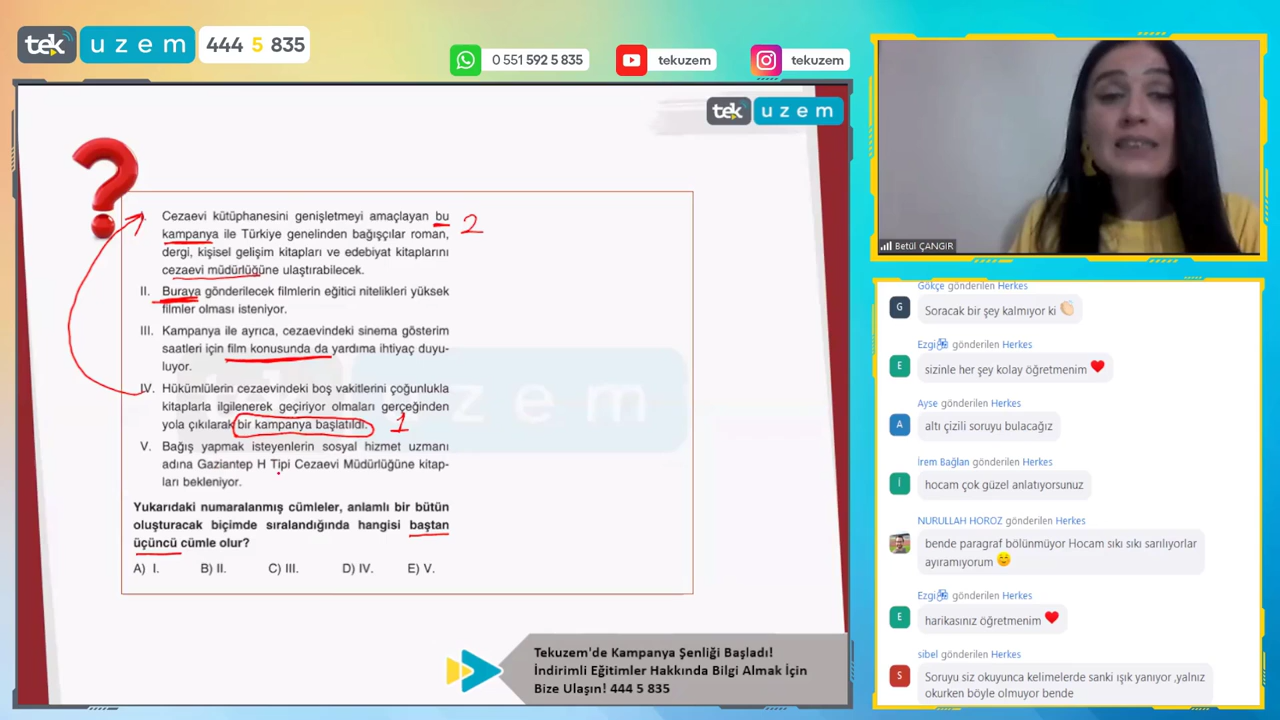 tek uzem 444 5 835
0 551 592 5 835
tekuzem
tekuzem
tek uzem
Cezaevi kütüphanesini genişletmeyi amaçlayan bu
kampanya ile Türkiye genelinden bağışçılar roman,
dergi, kişisel gelişim kitapları ve edebiyat kitaplarını
cezaevi müdürlüğüne ulaştırabilecek.
2
II. Buraya gönderilecek filmlerin eğitici nitelikleri yüksek
filmler olması isteniyor.
III. Kampanya ile ayrıca, cezaevindeki sinema gösterim
saatleri için film konusunda da yardıma ihtiyaç duyu-
luyor.
IV. Hükümlülerin cezaevindeki boş vakitlerini çoğunlukla
kitaplarla ilgilenerek geçiriyor olmaları gerçeğinden
yola çıkılarak bir kampanya başlatıldı.
1
V. Bağış yapmak isteyenlerin sosyal hizmet uzmanı
adına Gaziantep H Tipi Cezaevi Müdürlüğüne kitap-
ları bekleniyor.
Yukarıdaki numaralanmış cümleler, anlamlı bir bütün
oluşturacak biçimde sıralandığında hangisi baştan
üçüncü cümle olur?
A) I. B) II. C) III. D) IV. E) V.
uzem
Tekuzem'de Kampanya Şenliği Başladı!
İndirimli Eğitimler Hakkında Bilgi Almak İçin
Bize Ulaşın! 444 5 835
Betül ÇANGIR
Gökçe gönderilen Herkes
G
Soracak bir şey kalmıyor ki
Ezgi gönderilen Herkes
E
sizinle her şey kolay öğretmenim
Ayse gönderilen Herkes
A
altı çizili soruyu bulacağız
İrem Bağlan gönderilen Herkes
İ
hocam çok güzel anlatıyorsunuz
NURULLAH HOROZ gönderilen Herkes
bende paragraf bölünmüyor Hocam sıkı sıkı sarılıyorlar
ayıramıyorum
Ezgi gönderilen Herkes
E
harikasınız öğretmenim
sibel gönderilen Herkes
S
Soruyu siz okuyunca kelimelerde sanki ışık yanıyor ,yalnız
okurken böyle olmuyor bende